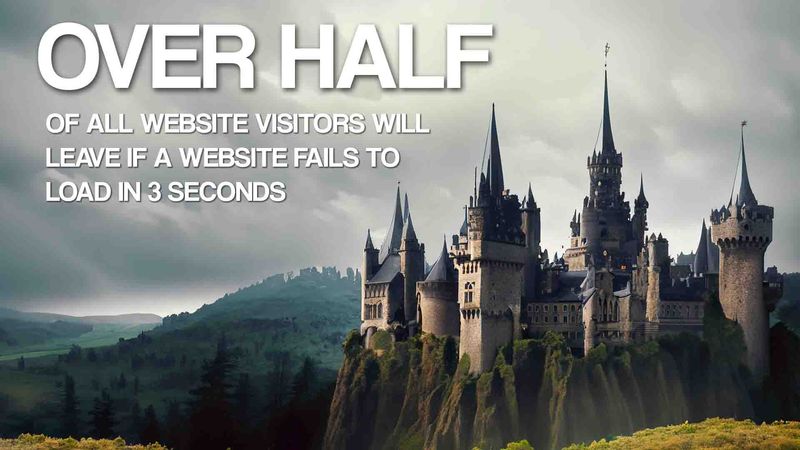 OVER HALF
OF ALL WEBSITE VISITORS WILL
LEAVE IF A WEBSITE FAILS TO
LOAD IN 3 SECONDS